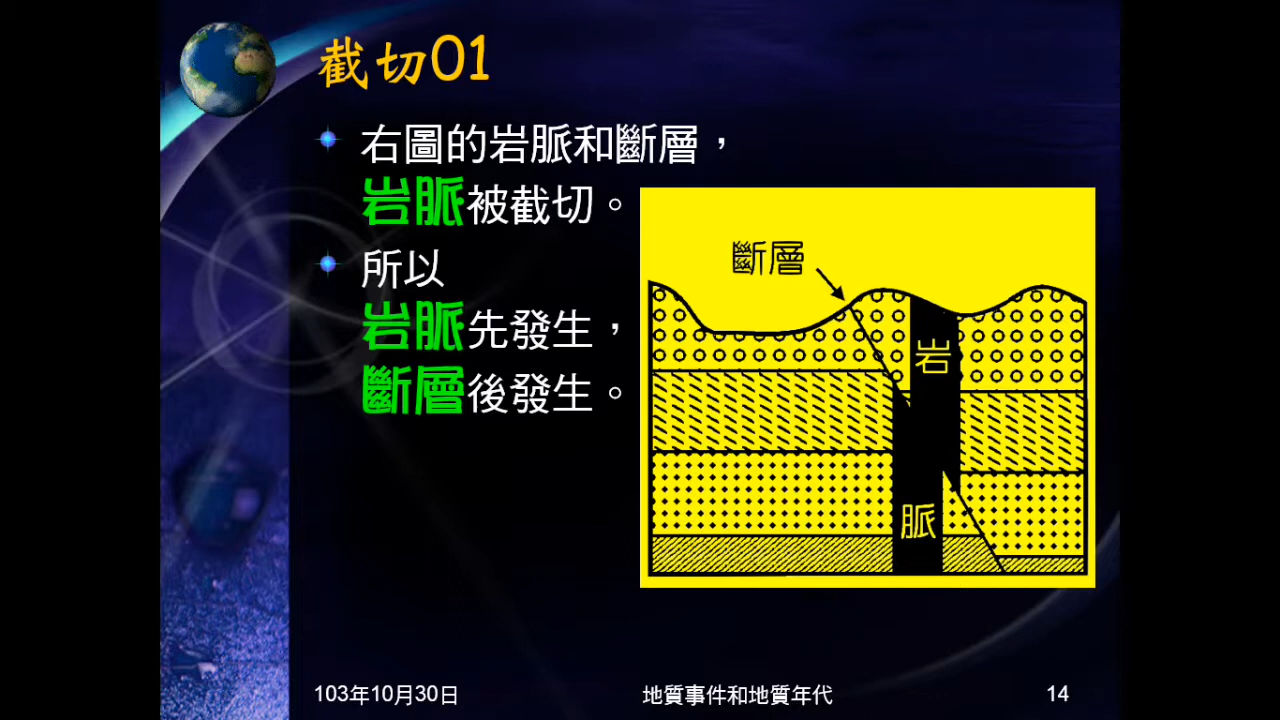 截切01
右圖的岩脈和斷層，
岩脈被截切。
所以
岩脈先發生，
斷層後發生。
斷層
岩
脈
103年10月30日
地質事件和地質年代
14